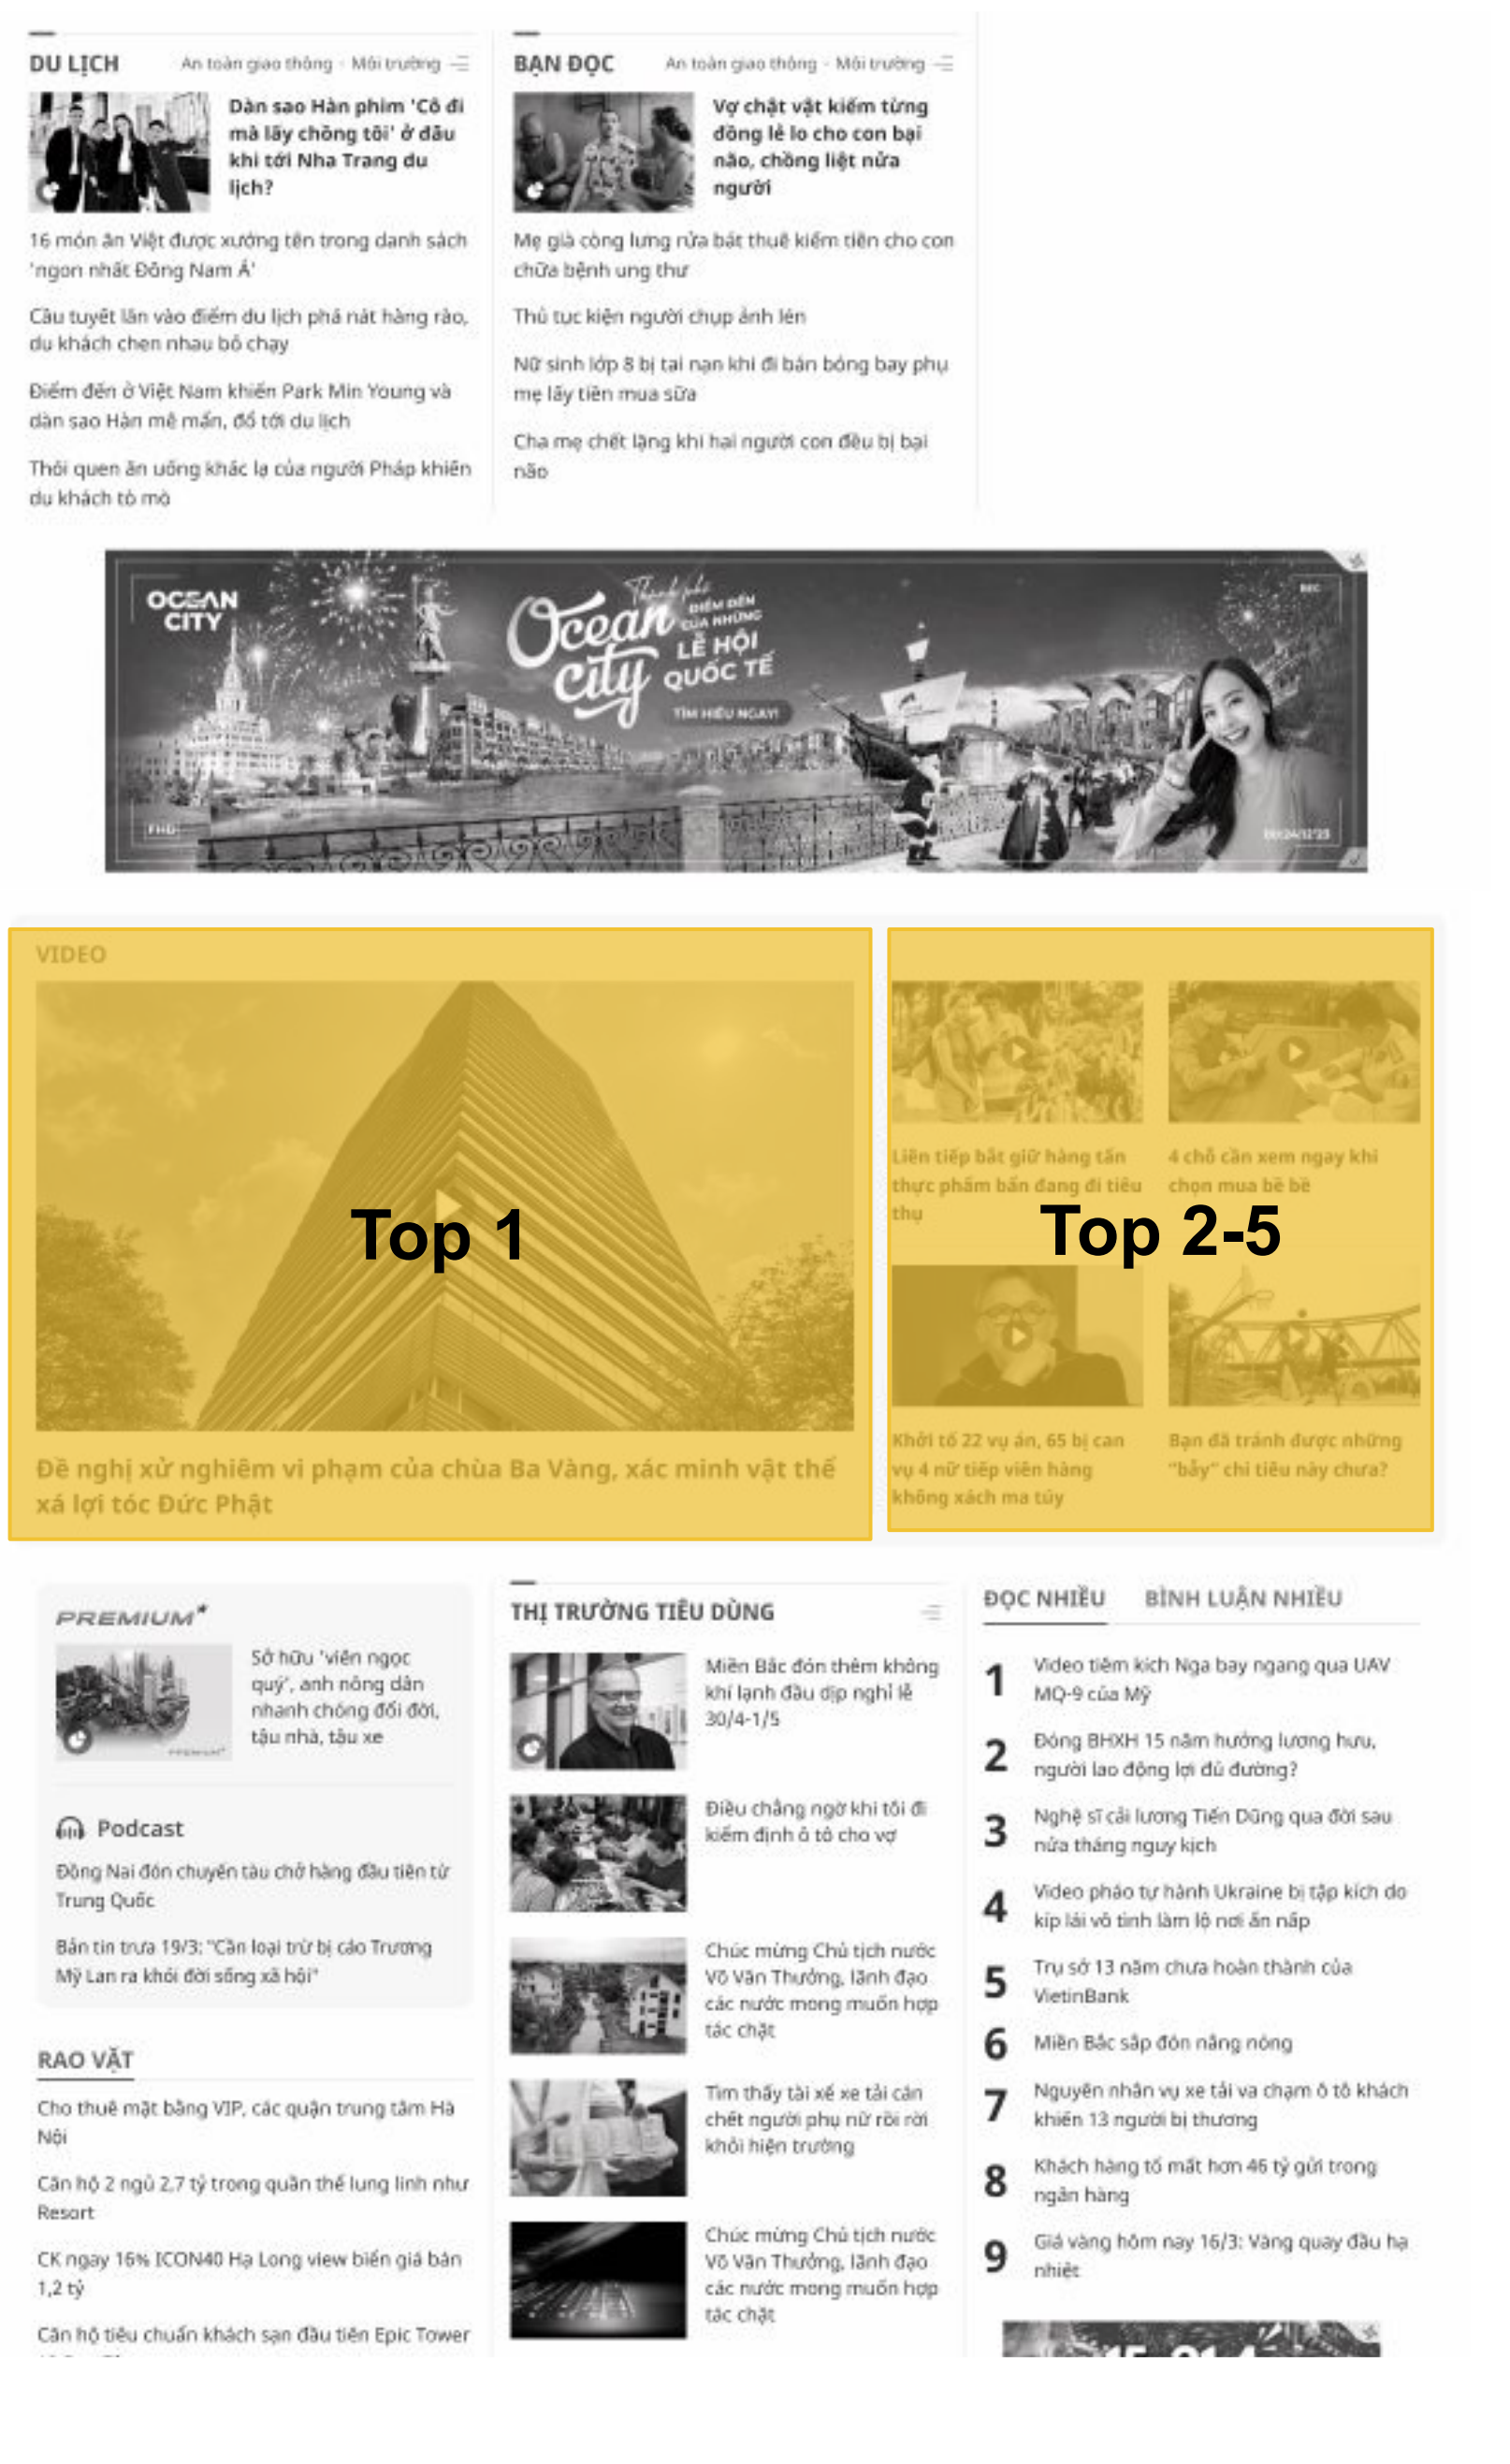 DU LỊCH
An toàn giao thông - Môi trường
Dàn sao Hàn phim 'Cô đi
mà lấy chồng tôi' ở đâu
khi tới Nha Trang du
lịch?
16 món ăn Việt được xướng tên trong danh sách
'ngon nhất Đông Nam Á'
Cầu tuyết lăn vào điểm du lịch phá nát hàng rào,
du khách chen nhau bỏ chạy
Điểm đến ở Việt Nam khiến Park Min Young và
dàn sao Hàn mê mẩn, đổ tới du lịch
Thói quen ăn uống khác lạ của người Pháp khiến
du khách tò mò
BẠN ĐỌC
An toàn giao thông - Môi trường
Vợ chật vật kiếm từng
đồng lẻ lo cho con bại
não, chồng liệt nửa
người
Mẹ già còng lưng rửa bát thuê kiếm tiền cho con
chữa bệnh ung thư
Thủ tục kiện người chụp ảnh lén
Nữ sinh lớp 8 bị tai nạn khi đi bán bóng bay phụ
mẹ lấy tiền mua sữa
Cha mẹ chết lặng khi hai người con đều bị bại
não
OCEAN
CITY
Thành phố
Ocean
city
ĐIỂM ĐẾN
CỦA NHỮNG
LỄ HỘI
QUỐC TẾ
TÌM HIỂU NGAY!
REC
FHD
VIDEO
Top 1
Đề nghị xử nghiêm vi phạm của chùa Ba Vàng, xác minh vật thể
xá lợi tóc Đức Phật
Liên tiếp bắt giữ hàng tấn
thực phẩm bẩn đang đi tiêu
thụ
4 chỗ cần xem ngay khi
chọn mua bề bề
Top 2-5
Khởi tố 22 vụ án, 65 bị can
vụ 4 nữ tiếp viên hàng
không xách ma túy
Bạn đã tránh được những
"bẫy" chi tiêu này chưa?
PREMIUM
Sở hữu 'viên ngọc
quý', anh nông dân
nhanh chóng đổi đời,
tậu nhà, tậu xe
Podcast
Đồng Nai đón chuyến tàu chở hàng đầu tiên từ
Trung Quốc
Bản tin trưa 19/3: "Cần loại trừ bị cáo Trương
Mỹ Lan ra khỏi đời sống xã hội"
RAO VẶT
Cho thuê mặt bằng VIP, các quận trung tâm Hà
Nội
Căn hộ 2 ngủ 2,7 tỷ trong quần thể lung linh như
Resort
CK ngay 16% ICON40 Hạ Long view biển giá bán
1,2 tỷ
Căn hộ tiêu chuẩn khách sạn đầu tiên Epic Tower
THỊ TRƯỜNG TIÊU DÙNG
Miền Bắc đón thêm không
khí lạnh đầu dịp nghỉ lễ
30/4-1/5
Điều chẳng ngờ khi tôi đi
kiểm định ô tô cho vợ
Chúc mừng Chủ tịch nước
Võ Văn Thưởng, lãnh đạo
các nước mong muốn hợp
tác chặt
Tìm thấy tài xế xe tải cán
chết người phụ nữ rồi rời
khỏi hiện trường
Chúc mừng Chủ tịch nước
Võ Văn Thưởng, lãnh đạo
các nước mong muốn hợp
tác chặt
ĐỌC NHIỀU
BÌNH LUẬN NHIỀU
1 Video tiêm kích Nga bay ngang qua UAV
MQ-9 của Mỹ
2 Đóng BHXH 15 năm hưởng lương hưu,
người lao động lợi đủ đường?
3 Nghệ sĩ cải lương Tiến Dũng qua đời sau
nửa tháng nguy kịch
4 Video pháo tự hành Ukraine bị tập kích do
kíp lái vô tình làm lộ nơi ẩn nấp
5 Trụ sở 13 năm chưa hoàn thành của
VietinBank
6 Miền Bắc sắp đón nắng nóng
7 Nguyên nhân vụ xe tải va chạm ô tô khách
khiến 13 người bị thương
8 Khách hàng tố mất hơn 46 tỷ gửi trong
ngân hàng
9 Giá vàng hôm nay 16/3: Vàng quay đầu hạ
nhiệt